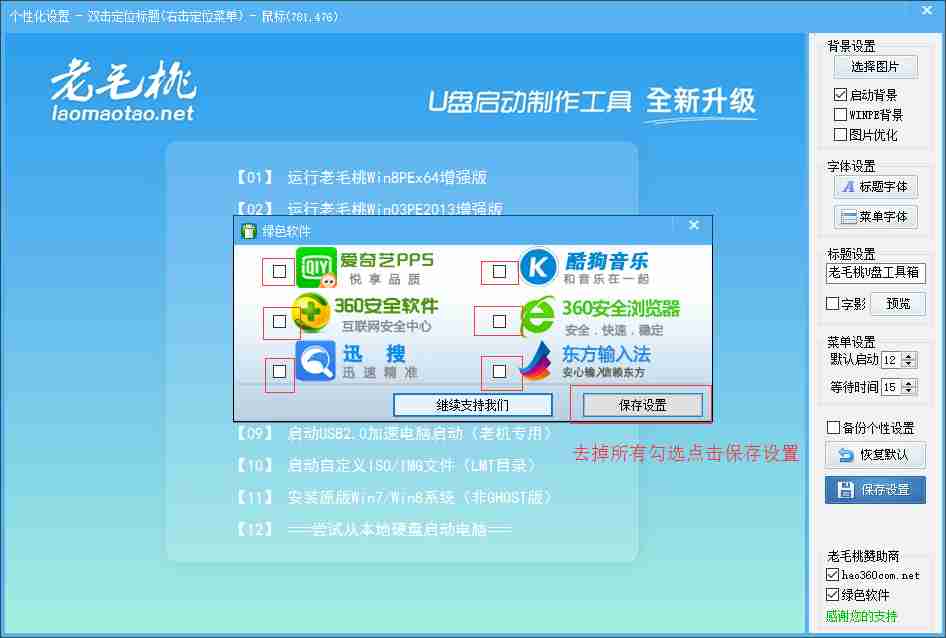 个性化设置 - 双击定位标题(右击定位菜单) - 鼠标(701,476)
老毛桃
laomaotao.net
U盘启动制作工具 全新升级
【01】 运行老毛桃Win8PEx64增强版
【02】 运行老毛桃Win03PE2013增强版
绿色软件
QIY
爱奇艺PPS
悦享品质
酷狗音乐
和音乐在一起
360安全软件
互联网安全中心
360安全浏览器
安全.快速.稳定
迅 搜
迅速精准
东方输入法
安心输入信赖东方
继续支持我们
保存设置
去掉所有勾选点击保存设置
【09】 启动USB2.0加速电脑启动（老机专用）
【10】 启动自定义ISO/IMG文件（LMT目录）
【11】 安装原版Win7/Win8系统（非GHOST版）
【12】 ===尝试从本地硬盘启动电脑===
背景设置
选择图片
启动背景
WINPE背景
图片优化
字体设置
标题字体
菜单字体
标题设置
老毛桃U盘工具箱
字影 预览
菜单设置
默认启动 12
等待时间 15
备份个性设置
恢复默认
保存设置
老毛桃赞助商
hao360com.net
绿色软件
感谢您的支持